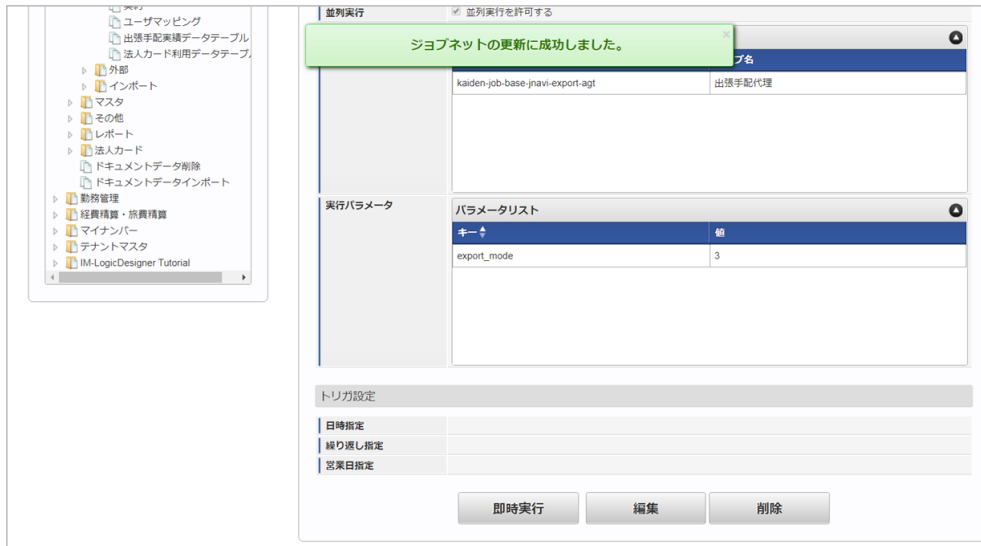 ユーザマッピング
出張手配実績データテーブル
法人カード利用データテーブ
外部
インポート
マスタ
その他
レポート
法人カード
ドキュメントデータ削除
ドキュメントデータインポート
勤務管理
経費精算・旅費精算
マイナンバー
テナントマスタ
IM-LogicDesigner Tutorial
並列実行
並列実行を許可する
ジョブネットの更新に成功しました。
×
プ名
kaiden-job-base-jnavi-export-agt
出張手配代理
実行パラメータ
パラメータリスト
キー
値
export_mode
3
トリガ設定
日時指定
繰り返し指定
営業日指定
即時実行
編集
削除